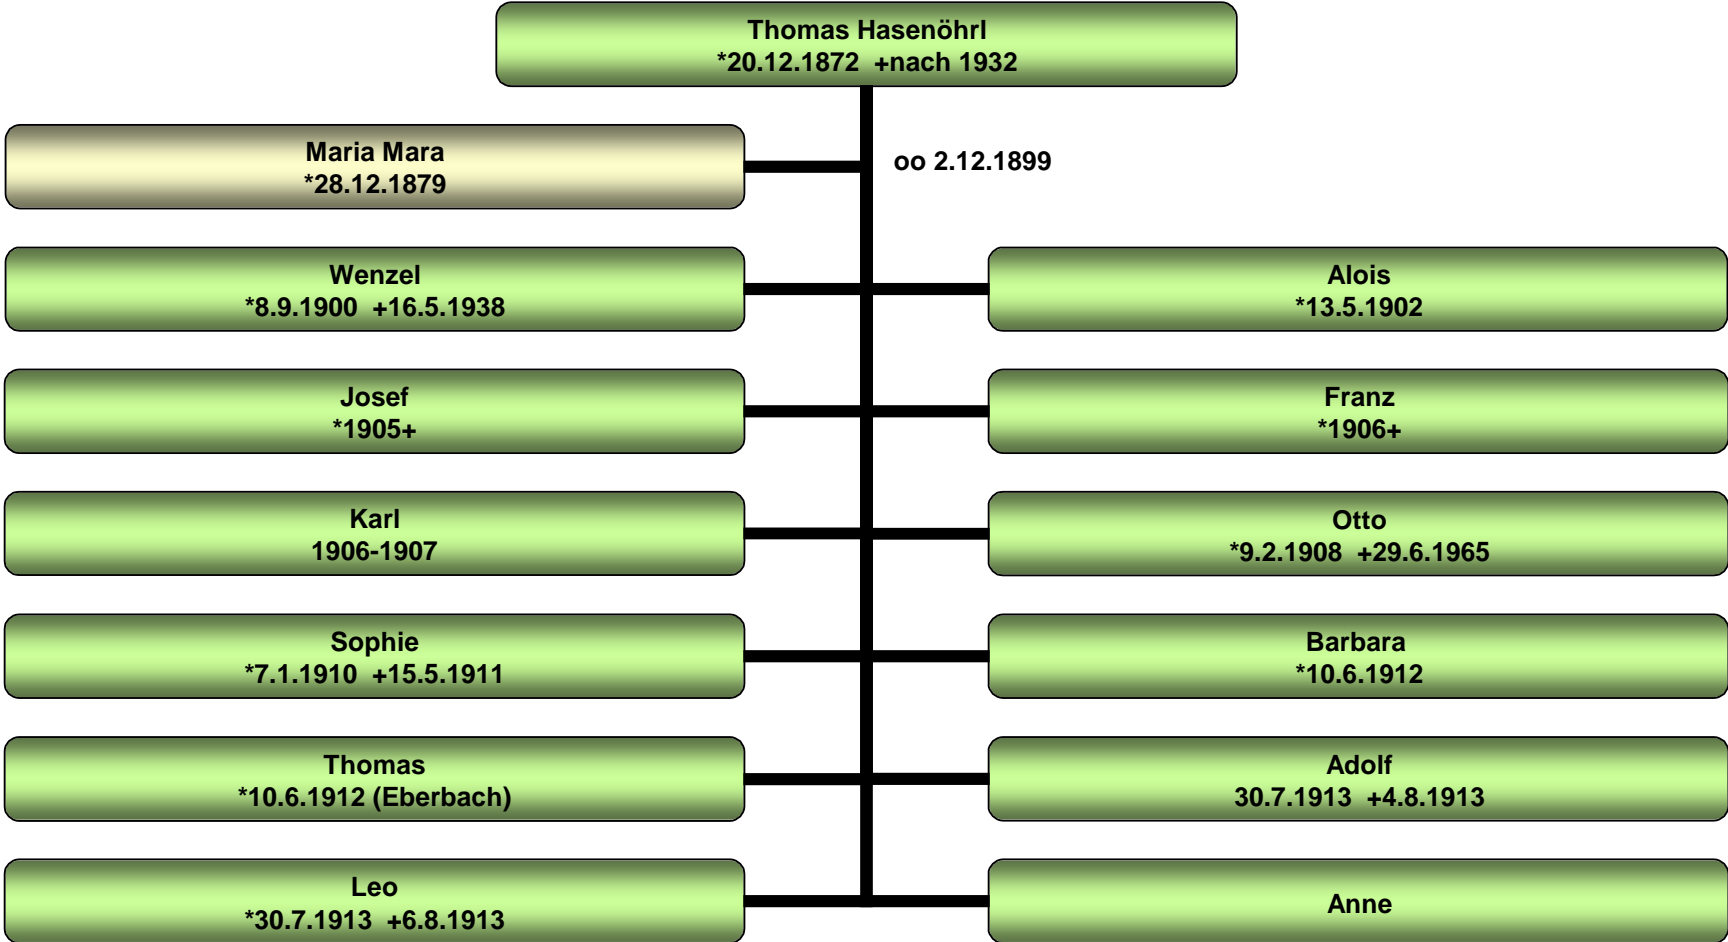 Thomas Hasenöhrl
*20.12.1872  +nach 1932
Maria Mara
*28.12.1879
oo 2.12.1899
Wenzel
*8.9.1900  +16.5.1938
Alois
*13.5.1902
Josef
*1905+
Franz
*1906+
Karl
1906-1907
Otto
*9.2.1908  +29.6.1965
Sophie
*7.1.1910  +15.5.1911
Barbara
*10.6.1912
Thomas
*10.6.1912 (Eberbach)
Adolf
30.7.1913  +4.8.1913
Leo
*30.7.1913  +6.8.1913
Anne